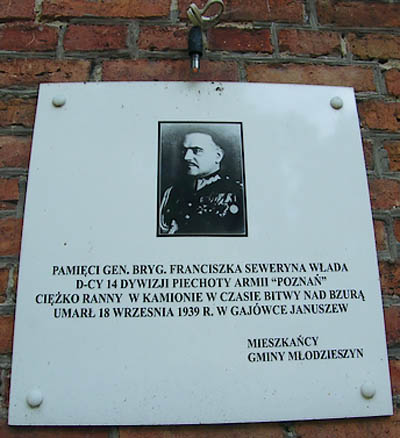 PAMIĘCI GEN. BRYG. FRANCISZKA SEWERYNA WŁADA
D-CY 14 DYWIZJI PIECHOTY ARMII “POZNAŃ”
CIĘŻKO RANNY W KAMIONIE W CZASIE BITWY NAD BZURĄ
UMARŁ 18 WRZESNIA 1939 R. W GAJÓWCE JANUSZEW
MIESZKAŃCY
GMINY MŁODZIESZYN